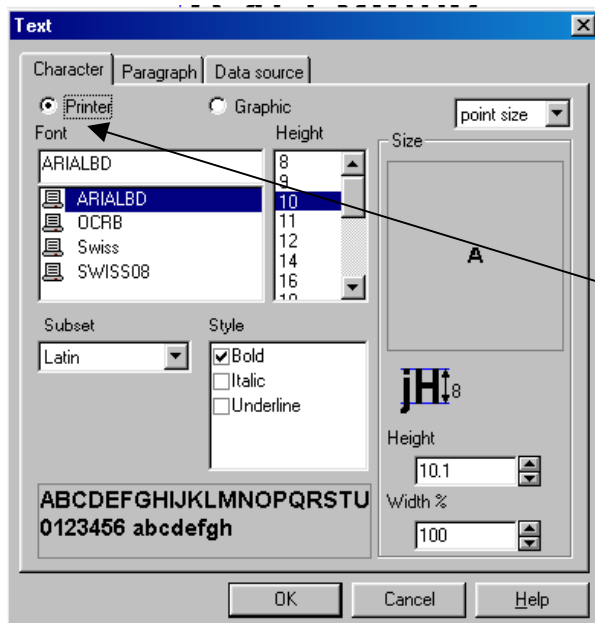 Text
Character Paragraph Data source
Printer Graphic point size
Font Height Size
ARIALBD
ARIALBD
OCRB
Swiss
SWISS08
8
9
10
11
12
14
16
A
Subset Style
Latin
Bold
Italic
Underline
jH 8
Height
10.1
Width %
100
ABCDEFGHIJKLMNOPQRSTU
0123456 abcdefgh
OK Cancel Help